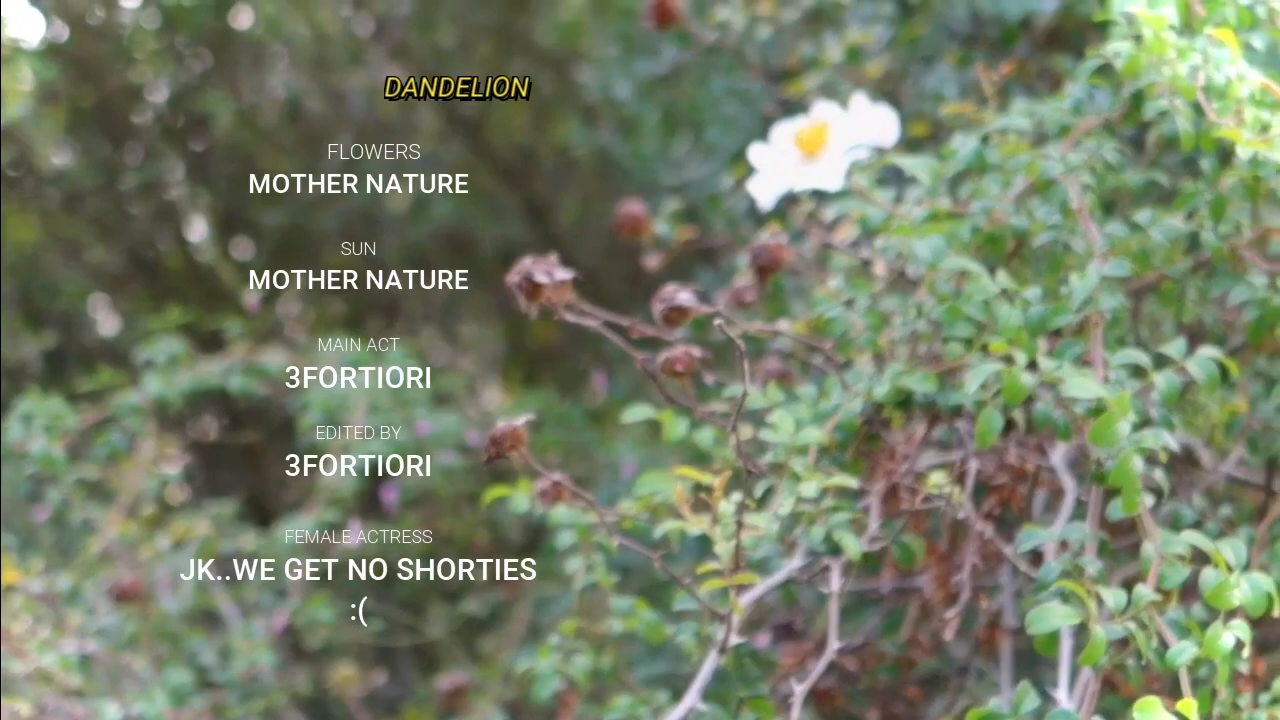 DANDELION
FLOWERS
MOTHER NATURE
SUN
MOTHER NATURE
MAIN ACT
3FORTIORI
EDITED BY
3FORTIORI
FEMALE ACTRESS
JK..WE GET NO SHORTIES
:(